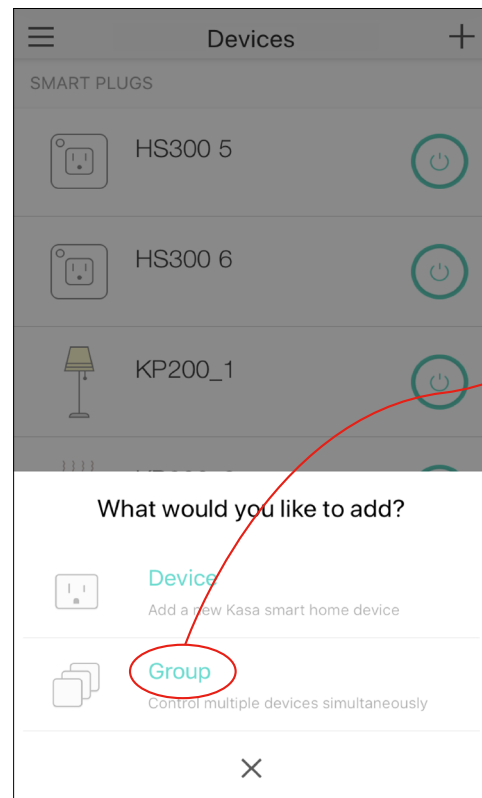 Devices
SMART PLUGS
HS300 5
HS300 6
KP200_1
What would you like to add?
Device
Add a new Kasa smart home device
Group
Control multiple devices simultaneously